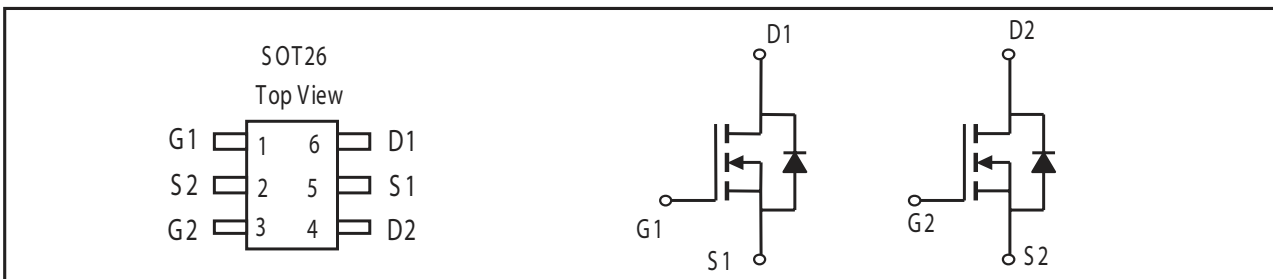 SOT26
Top View
G1 1 6 D1
S2 2 5 S1
G2 3 4 D2
D1
G1
S1
D2
G2
S2